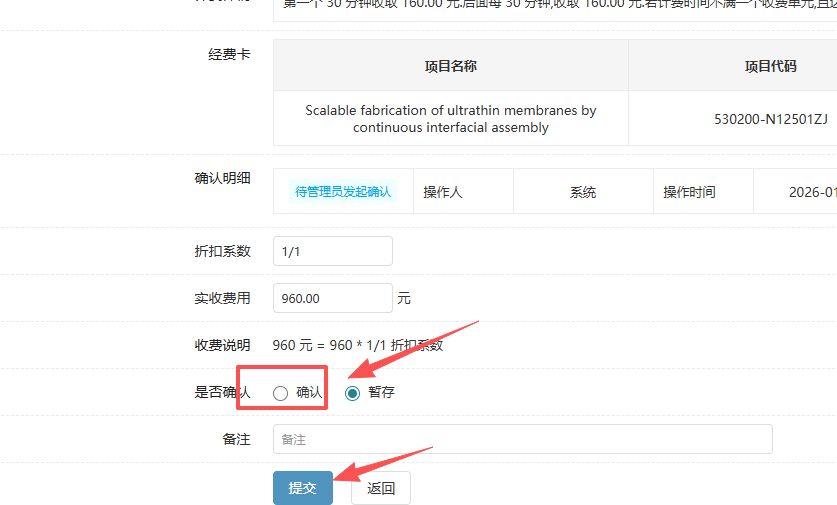 第一个 30 分钟收取 160.00 元.后面每 30 分钟,收取 160.00 元.若计费时间不满一个收费单元,且
经费卡
项目名称 项目代码
Scalable fabrication of ultrathin membranes by
continuous interfacial assembly
530200-N12501ZJ
确认明细
待管理员发起确认 操作人 系统 操作时间 2026-01
折扣系数 1/1
实收费用 960.00 元
收费说明 960 元 = 960 * 1/1 折扣系数
是否确认 确认 暂存
备注 备注
提交 返回